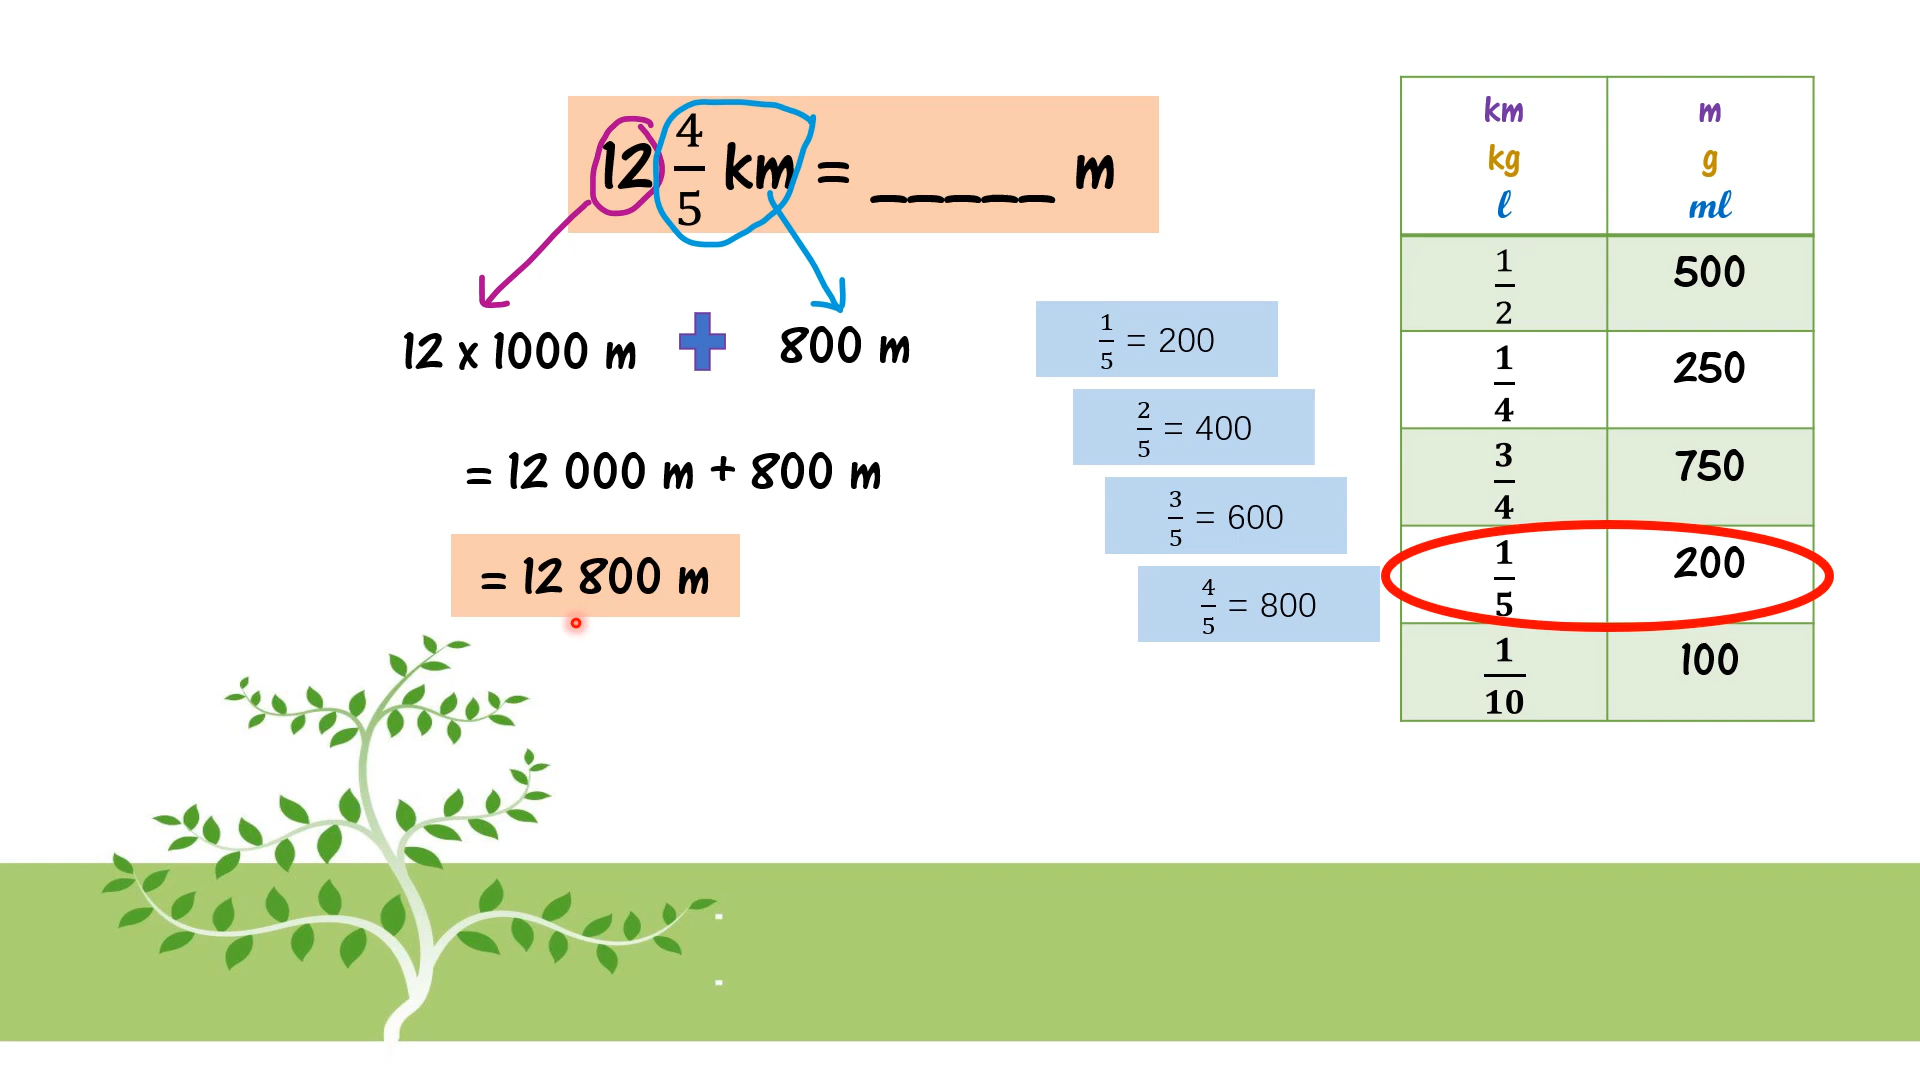 12 4/5 km = _____ m
12 x 1000 m + 800 m
= 12 000 m + 800 m
= 12 800 m
1/5 = 200
2/5 = 400
3/5 = 600
4/5 = 800
km m
kg g
l ml
1/2 500
1/4 250
3/4 750
1/5 200
1/10 100